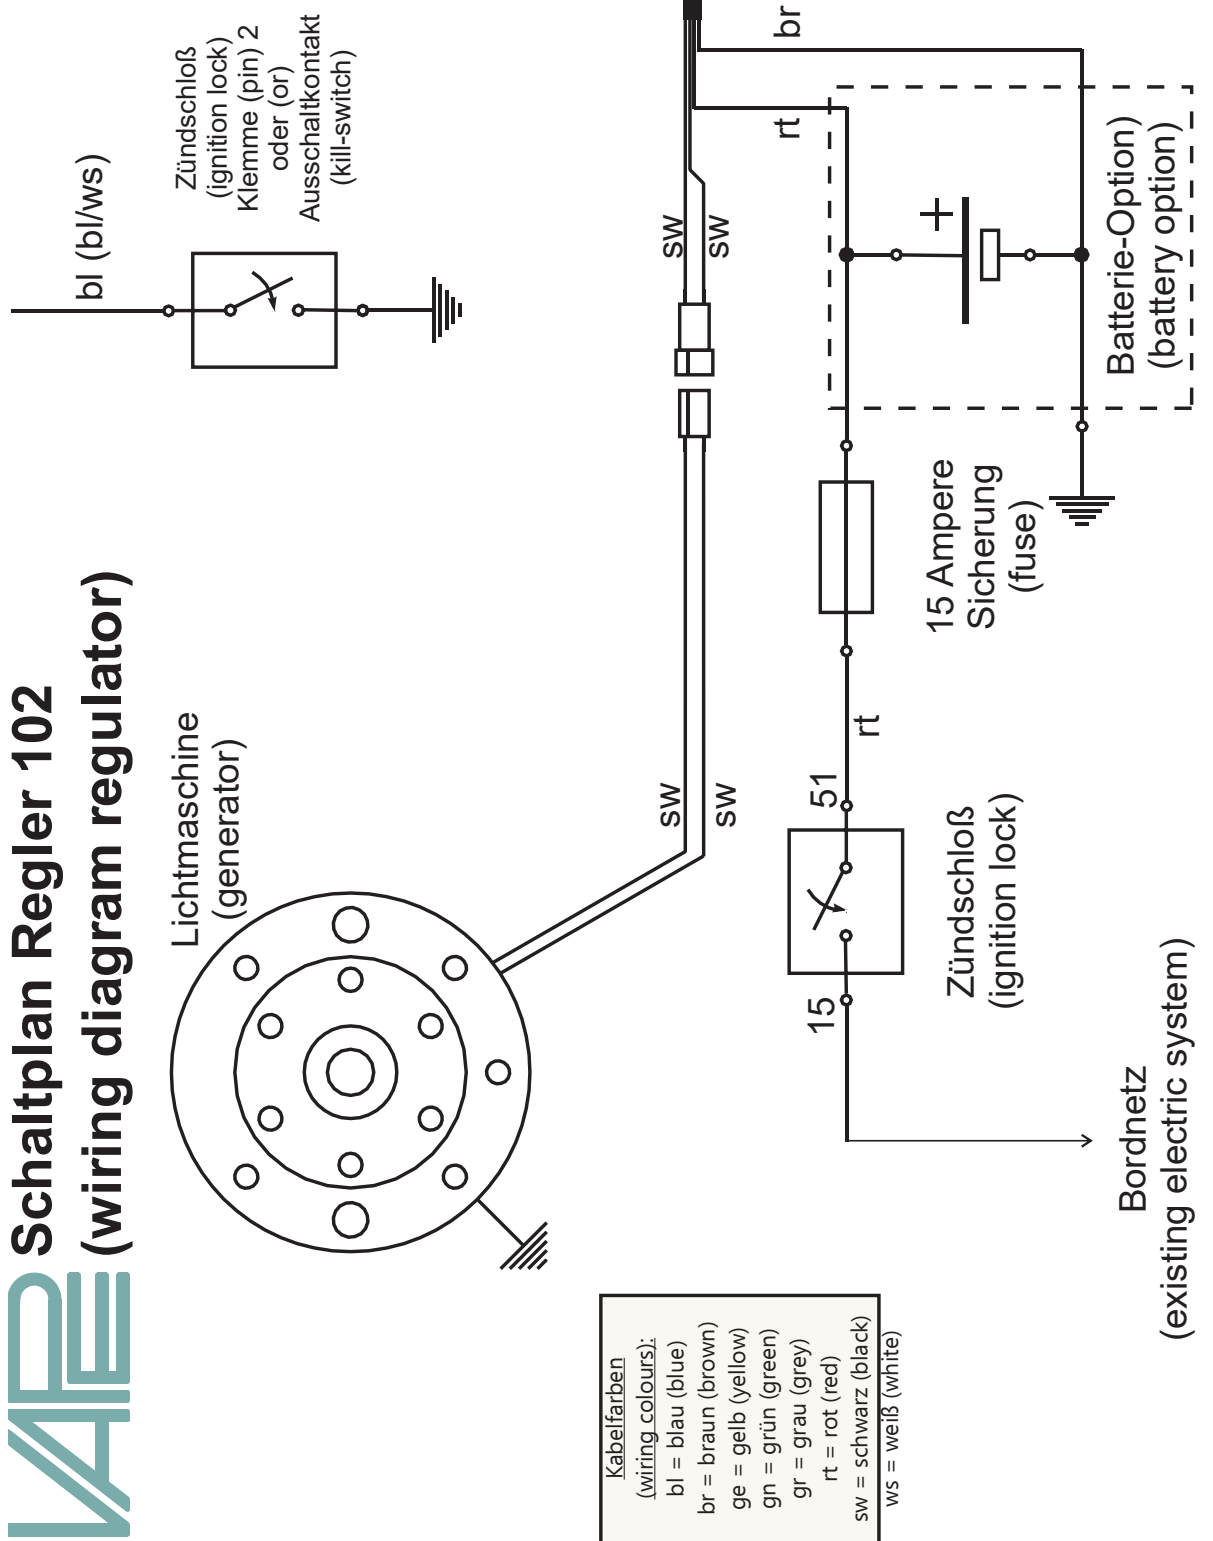 VAPE
Schaltplan Regler 102
(wiring diagram regulator)
Lichtmaschine
(generator)
bl (bl/ws)
Zündschloß
(ignition lock)
Klemme (pin) 2
oder (or)
Ausschaltkontakt
(kill-switch)
sw
sw
sw
sw
br
rt
+
Batterie-Option)
(battery option)
15 Ampere
Sicherung
(fuse)
rt
51
15
Zündschloß
(ignition lock)
Bordnetz
(existing electric system)
Kabelfarben
(wiring colours):
bl = blau (blue)
br = braun (brown)
ge = gelb (yellow)
gn = grün (green)
gr = grau (grey)
rt = rot (red)
sw = schwarz (black)
ws = weiß (white)